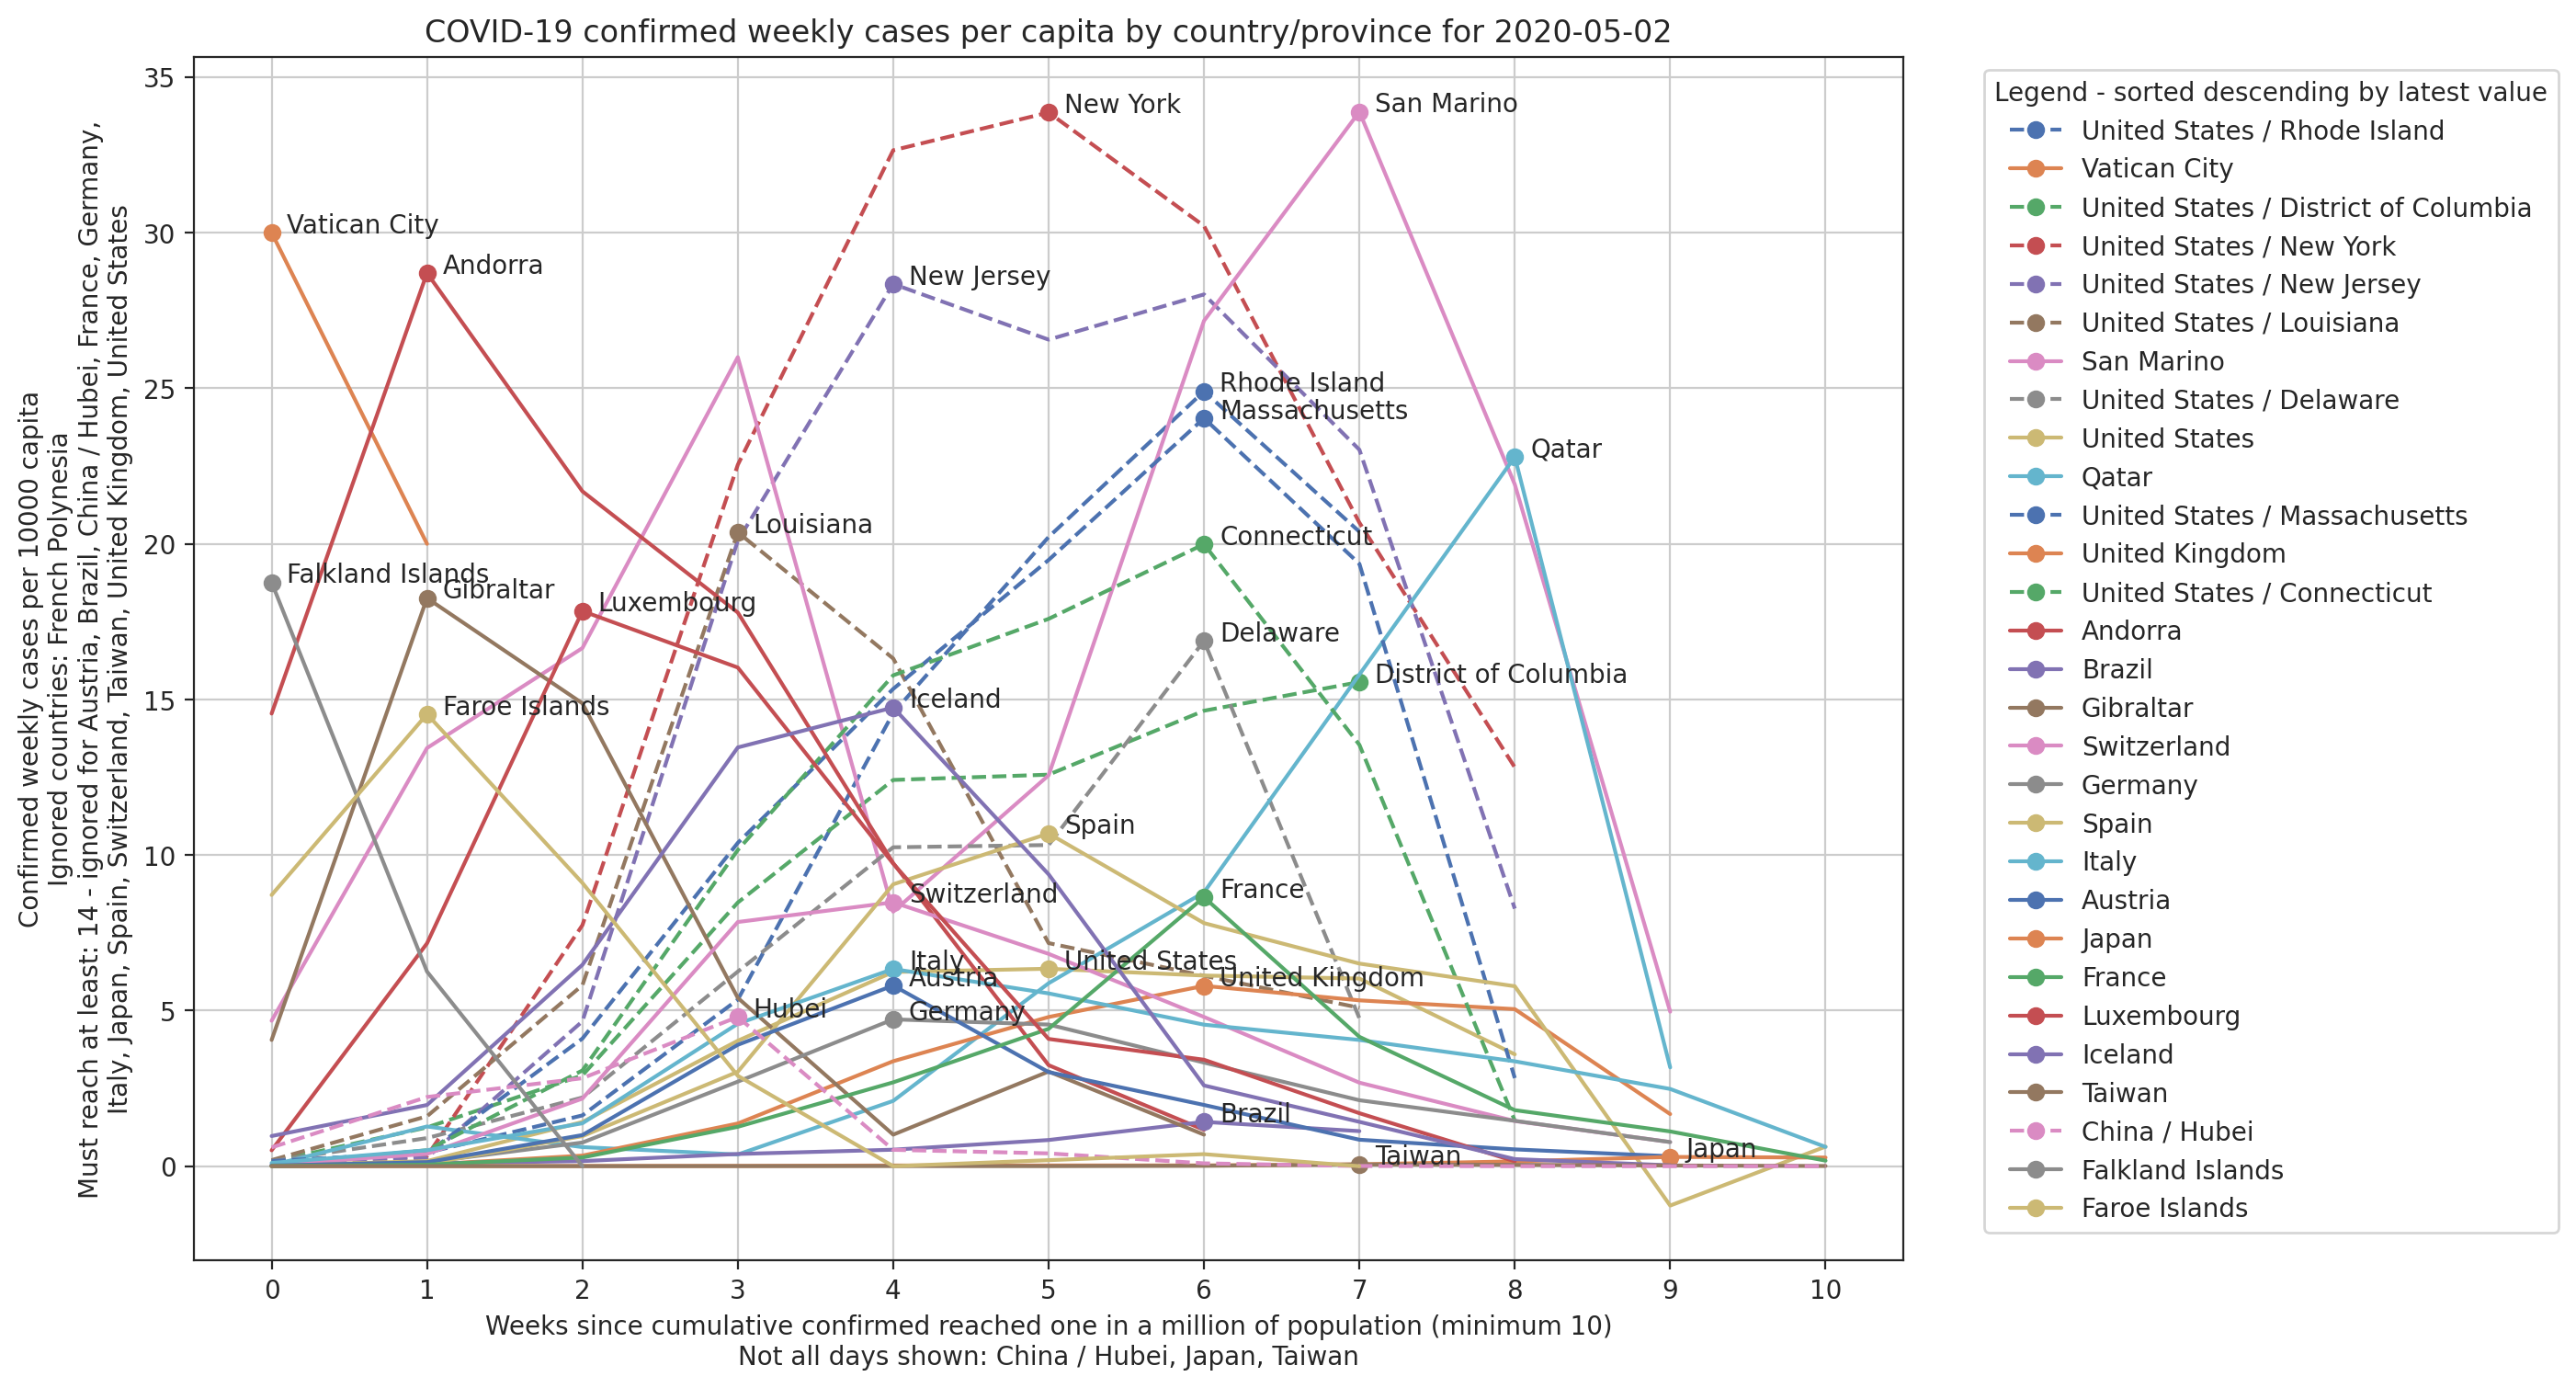 COVID-19 confirmed weekly cases per capita by country/province for 2020-05-02
Confirmed weekly cases per 10000 capita
Ignored countries: French Polynesia
Must reach at least: 14 - ignored for Austria, Brazil, China / Hubei, France, Germany,
Italy, Japan, Spain, Switzerland, Taiwan, United Kingdom, United States
35
30
25
20
15
10
5
0
New York
San Marino
Vatican City
Andorra
New Jersey
Rhode Island
Massachusetts
Qatar
Louisiana
Connecticut
Falkland Islands
Gibraltar
Luxembourg
Delaware
District of Columbia
Faroe Islands
Iceland
Spain
Switzerland
France
Italy
United States
Austria
United Kingdom
Hubei
Germany
Brazil
Taiwan
Japan
0 1 2 3 4 5 6 7 8 9 10
Weeks since cumulative confirmed reached one in a million of population (minimum 10)
Not all days shown: China / Hubei, Japan, Taiwan
Legend - sorted descending by latest value
United States / Rhode Island
Vatican City
United States / District of Columbia
United States / New York
United States / New Jersey
United States / Louisiana
San Marino
United States / Delaware
United States
Qatar
United States / Massachusetts
United Kingdom
United States / Connecticut
Andorra
Brazil
Gibraltar
Switzerland
Germany
Spain
Italy
Austria
Japan
France
Luxembourg
Iceland
Taiwan
China / Hubei
Falkland Islands
Faroe Islands